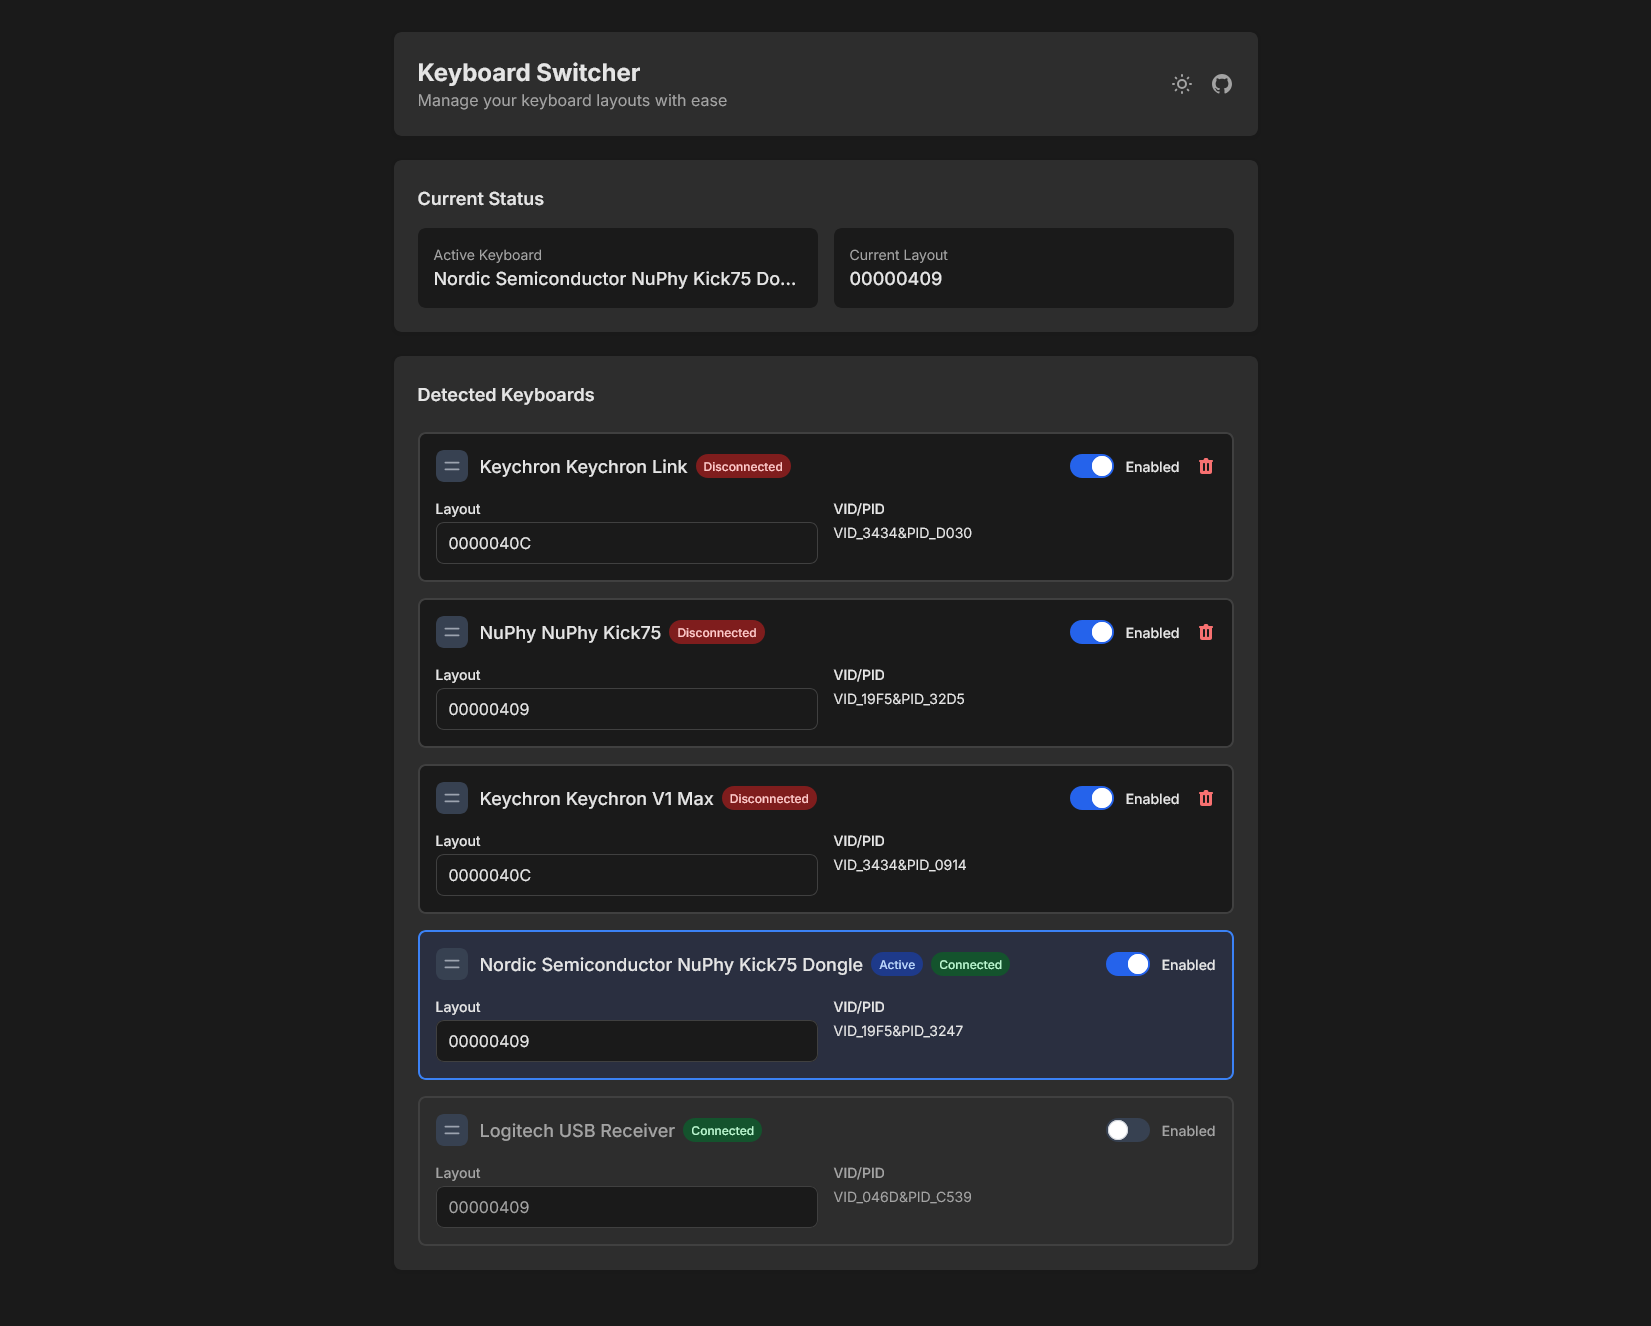 Keyboard Switcher
Manage your keyboard layouts with ease
Current Status
Active Keyboard
Nordic Semiconductor NuPhy Kick75 Do...
Current Layout
00000409
Detected Keyboards
Keychron Keychron Link Disconnected Enabled
Layout VID/PID
0000040C VID_3434&PID_D030
NuPhy NuPhy Kick75 Disconnected Enabled
Layout VID/PID
00000409 VID_19F5&PID_32D5
Keychron Keychron V1 Max Disconnected Enabled
Layout VID/PID
0000040C VID_3434&PID_0914
Nordic Semiconductor NuPhy Kick75 Dongle Active Connected Enabled
Layout VID/PID
00000409 VID_19F5&PID_3247
Logitech USB Receiver Connected Enabled
Layout VID/PID
00000409 VID_046D&PID_C539